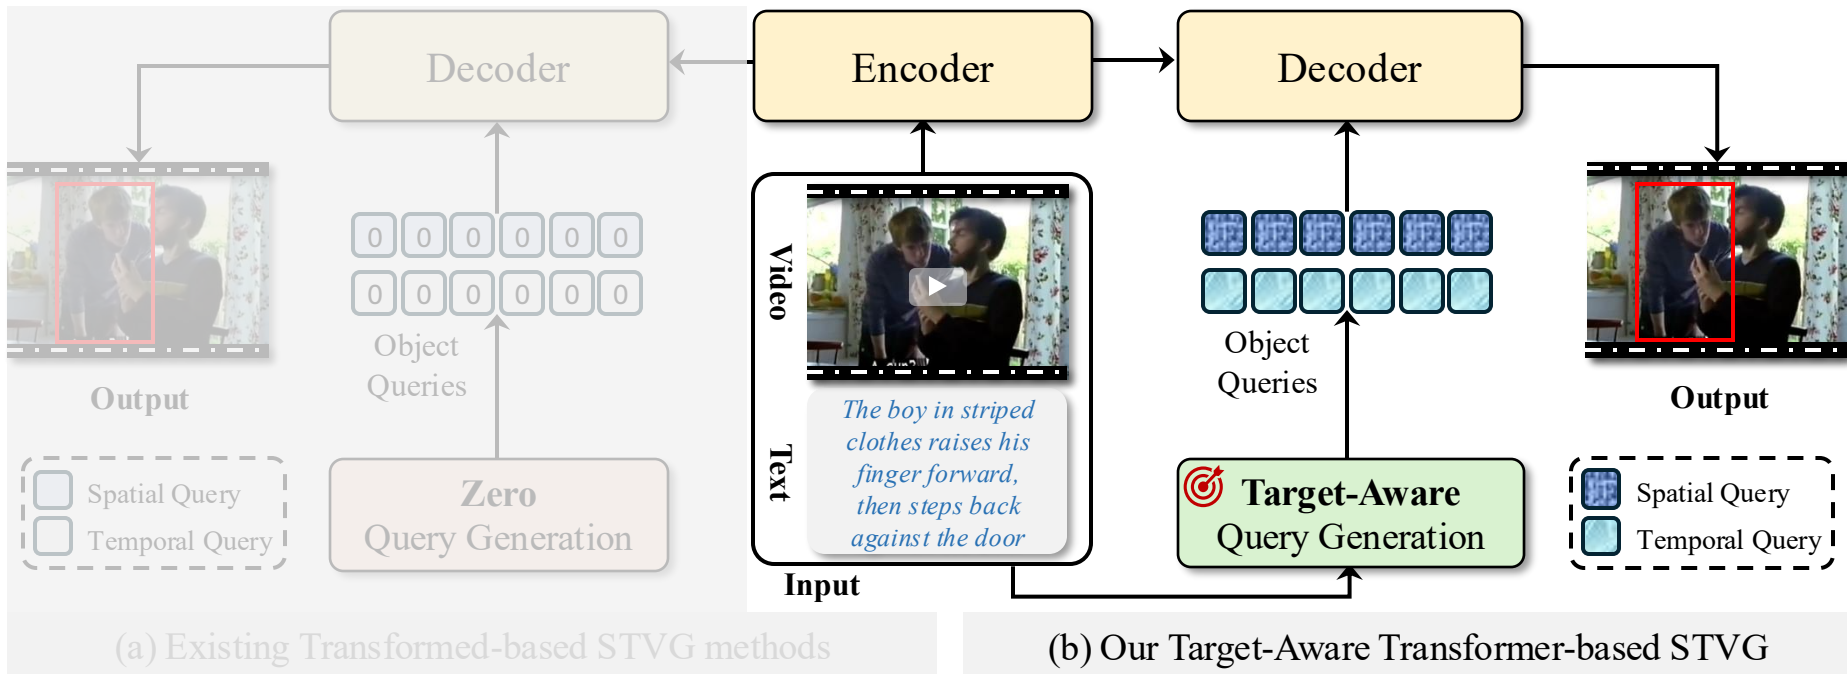 Decoder
Encoder
Decoder
0 0 0 0 0 0
0 0 0 0 0 0
Object
Queries
Output
Spatial Query
Temporal Query
Zero
Query Generation
Video
Text
The boy in striped
clothes raises his
finger forward,
then steps back
against the door
Input
Object
Queries
Target-Aware
Query Generation
Output
Spatial Query
Temporal Query
(a) Existing Transformed-based STVG methods
(b) Our Target-Aware Transformer-based STVG